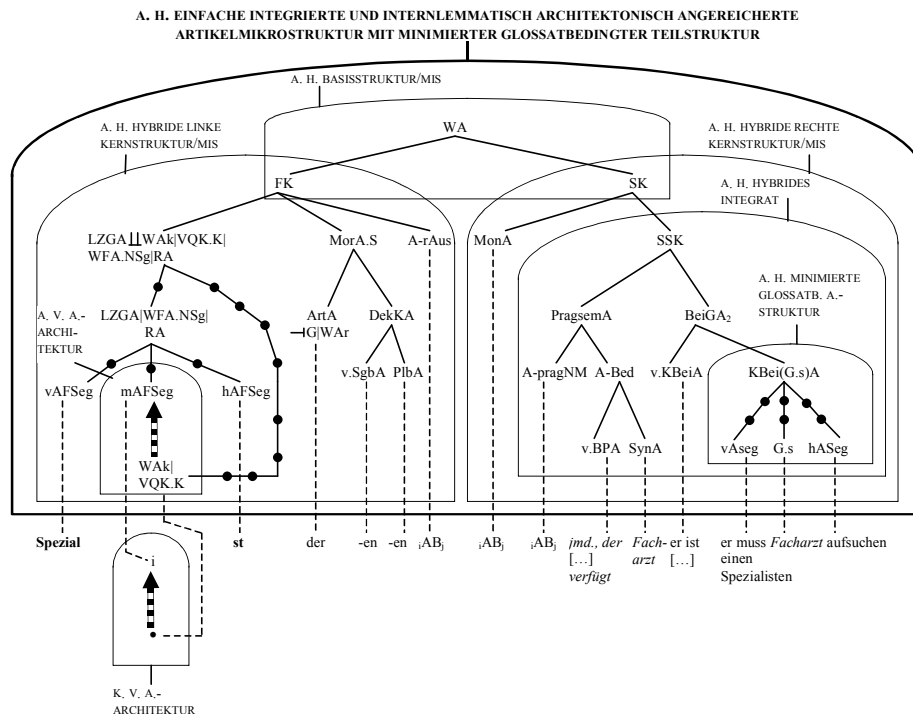 A. H. EINFACHE INTEGRIERTE UND INTERNLEMMATISCH ARCHITEKTONISCH ANGEREICHERTE
ARTIKELMIKROSTRUKTUR MIT MINIMIERTER GLOSSATBEDINGTER TEILSTRUKTUR
A. H. BASISSTRUKTUR/MIS
A. H. HYBRIDE LINKE
KERNSTRUKTUR/MIS
WA
A. H. HYBRIDE RECHTE
KERNSTRUKTUR/MIS
FK
SK
A. H. HYBRIDES
INTEGRAT
LZGA⊥⊥WAk|VQK.K|
WFA.NSg|RA
MorA.S
A-rAus
MonA
SSK
A. H. MINIMIERTE
GLOSSATB. A.-
STRUKTUR
A. V. A.-
ARCHI-
TEKTUR
LZGA|WFA.NSg|
RA
ArtA
⊣G|WAr
DekKA
PragsemA
BeiGA₂
vAFSeg
mAFSeg
hAFSeg
v.SgbA
PlbA
A-pragNM
A-Bed
v.KBeiA
KBei(G.s)A
WAk|
VQK.K
v.BPA
SynA
vAseg
G.s
hASeg
Spezial
st
der
-en
-en
ᵢABⱼ
ᵢABⱼ
ᵢABⱼ
jmd., der
[…]
verfügt
Fach-
arzt
er ist
[…]
er muss
einen
Spezialisten
Facharzt
aufsuchen
i
K. V. A.-
ARCHITEKTUR